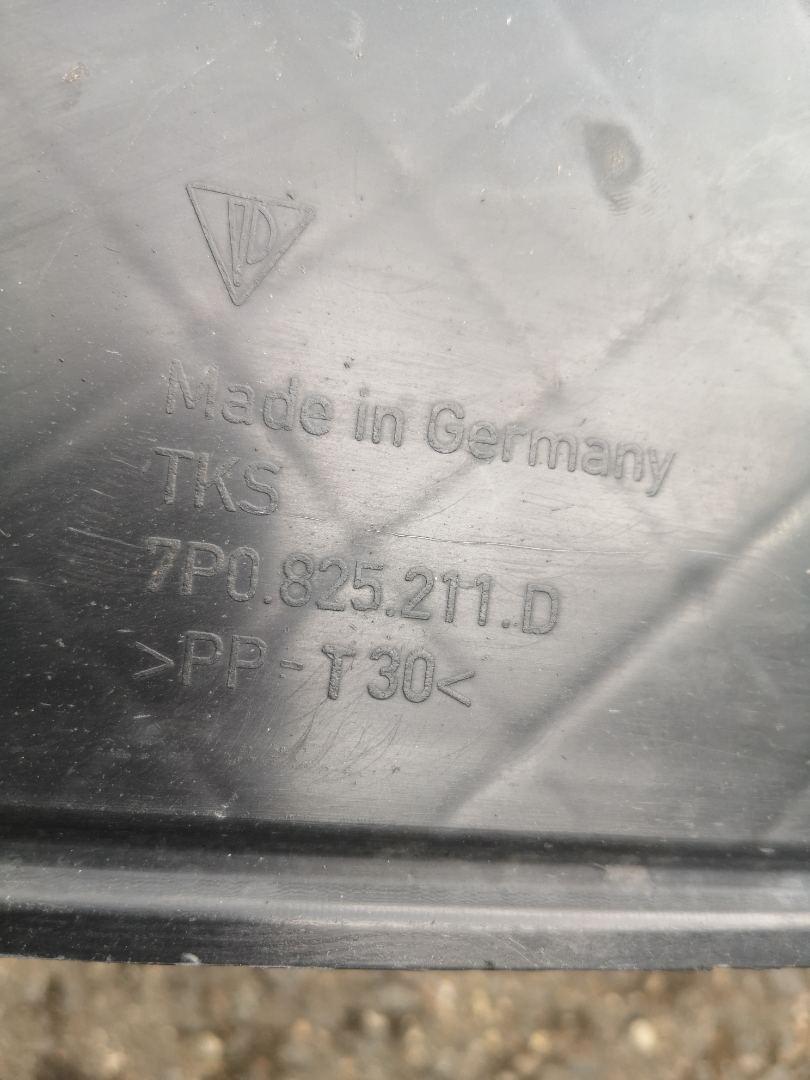 Made in Germany
TKS
7P0.825.211.D
>PP-T30<